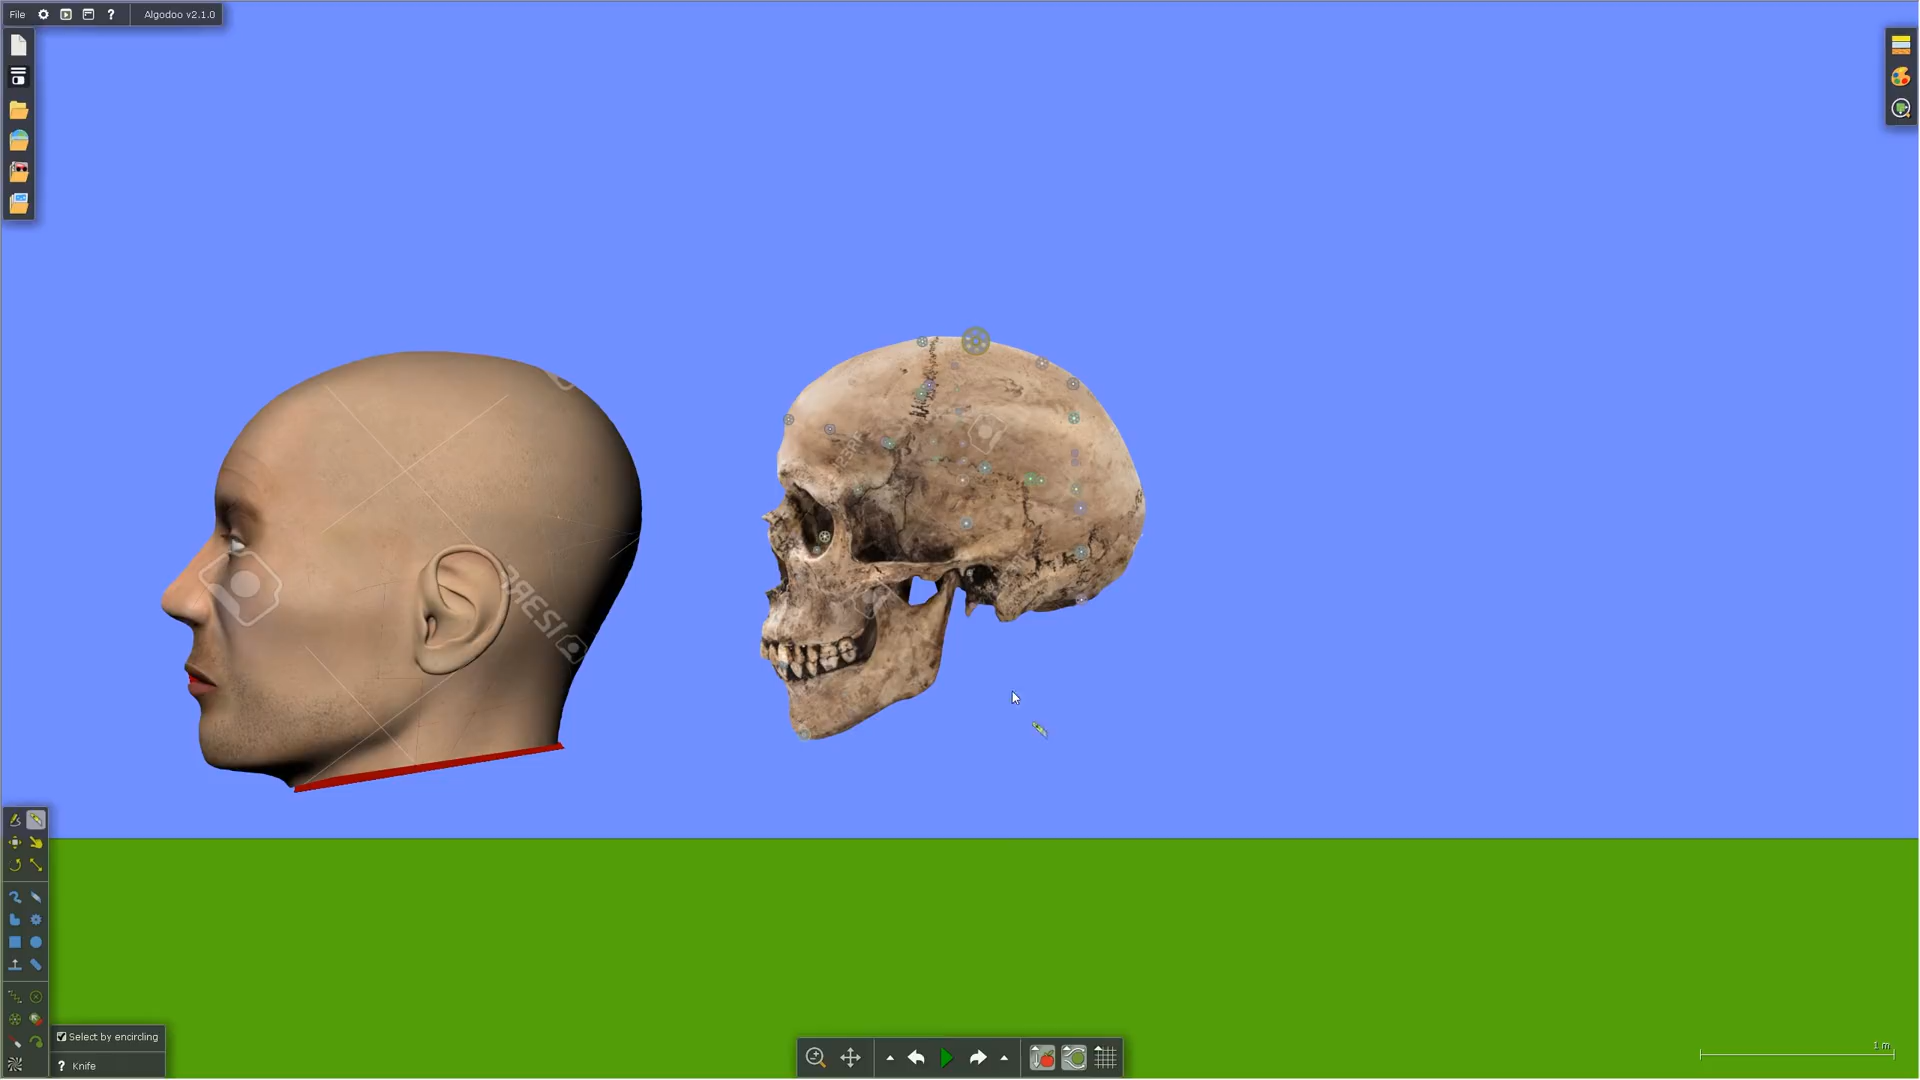 File ? Algodoo v2.1.0
Select by encircling
? Knife
1 m